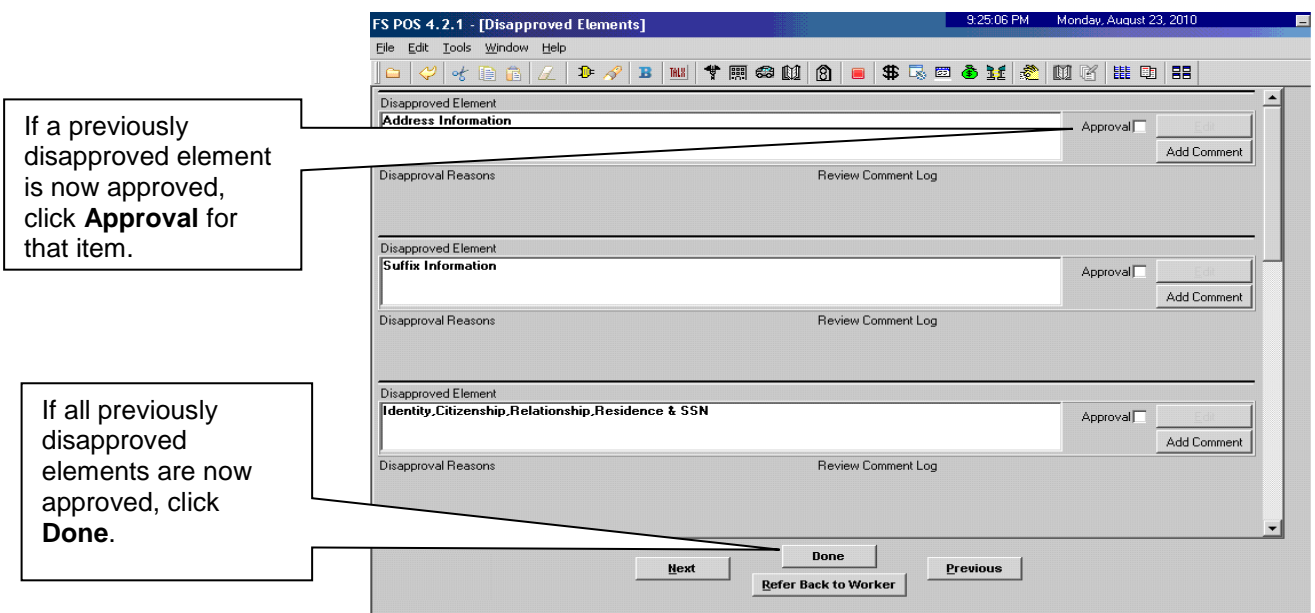 FS POS 4.2.1 - [Disapproved Elements] 9:25:06 PM Monday, August 23, 2010
File Edit Tools Window Help
B TALX 8 $
If a previously
disapproved element
is now approved,
click Approval for
that item.
Disapproved Element
Address Information
Approval Edit
Add Comment
Disapproval Reasons Review Comment Log
Disapproved Element
Suffix Information
Approval Edit
Add Comment
Disapproval Reasons Review Comment Log
If all previously
disapproved
elements are now
approved, click
Done.
Disapproved Element
Identity,Citizenship,Relationship,Residence & SSN
Approval Edit
Add Comment
Disapproval Reasons Review Comment Log
Done
Next Previous
Refer Back to Worker